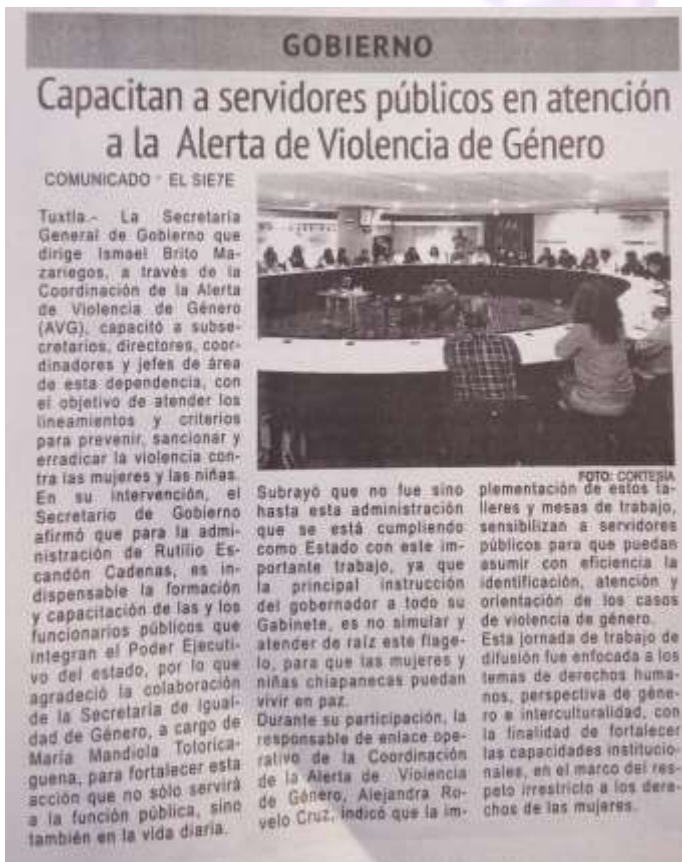 GOBIERNO
Capacitan a servidores públicos en atención
a la Alerta de Violencia de Género
COMUNICADO * EL SIE7E
Tuxtla.- La Secretaría
General de Gobierno que
dirige Ismael Brito Ma-
zariegos, a través de la
Coordinación de la Alerta
de Violencia de Género
(AVG), capacitó a subse-
cretarios, directores, coor-
dinadores y jefes de área
de esta dependencia, con
el objetivo de atender los
lineamientos y criterios
para prevenir, sancionar y
erradicar la violencia con-
tra las mujeres y las niñas.
En su intervención, el
Secretario de Gobierno
afirmó que para la admi-
nistración de Rutilio Es-
candón Cadenas, es in-
dispensable la formación
y capacitación de las y los
funcionarios públicos que
integran el Poder Ejecuti-
vo del estado, por lo que
agradeció la colaboración
de la Secretaría de Igual-
dad de Género, a cargo de
María Mandiola Totorica-
guena, para fortalecer esta
acción que no sólo servirá
a la función pública, sino
también en la vida diaria.
FOTO: CORTESÍA
Subrayó que no fue sino
hasta esta administración
que se está cumpliendo
como Estado con este im-
portante trabajo, ya que
la principal instrucción
del gobernador a todo su
Gabinete, es no simular y
atender de raíz este flage-
lo, para que las mujeres y
niñas chiapanecas puedan
vivir en paz.
Durante su participación, la
responsable de enlace ope-
rativo de la Coordinación
de la Alerta de Violencia
de Género, Alejandra Ro-
velo Cruz, indicó que la im-
plementación de estos ta-
lleres y mesas de trabajo,
sensibilizan a servidores
públicos para que puedan
asumir con eficiencia la
identificación, atención y
orientación de los casos
de violencia de género.
Esta jornada de trabajo de
difusión fue enfocada a los
temas de derechos huma-
nos, perspectiva de géne-
ro e interculturalidad, con
la finalidad de fortalecer
las capacidades institucio-
nales, en el marco del res-
peto irrestricto a los dere-
chos de las mujeres.